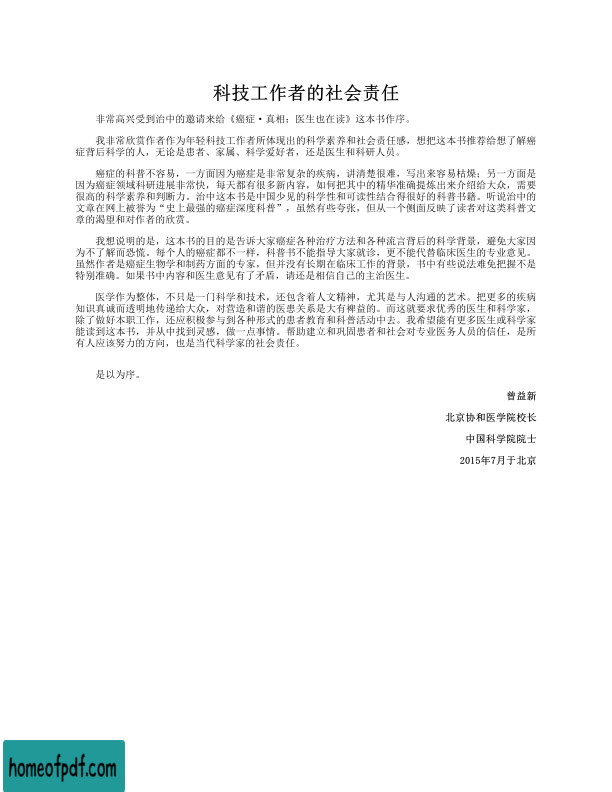 科技工作者的社会责任
非常高兴受到治中的邀请来给《癌症·真相：医生也在读》这本书作序。
我非常欣赏作者作为年轻科技工作者所体现出的科学素养和社会责任感，想把这本书推荐给想了解癌
症背后科学的人，无论是患者、家属、科学爱好者，还是医生和科研人员。
癌症的科普不容易，一方面因为癌症是非常复杂的疾病，讲清楚很难，写出来容易枯燥；另一方面是
因为癌症领域科研进展非常快，每天都有很多新内容，如何把其中的精华准确提炼出来介绍给大众，需要
很高的科学素养和判断力。治中这本书是中国少见的科学性和可读性结合得很好的科普书籍。听说治中的
文章在网上被誉为“史上最强的癌症深度科普”，虽然有些夸张，但从一个侧面反映了读者对这类科普文
章的渴望和对作者的欣赏。
我想说明的是，这本书的目的是告诉大家癌症各种治疗方法和各种流言背后的科学背景，避免大家因
为不了解而恐慌。每个人的癌症都不一样，科普书不能指导大家就诊，更不能代替临床医生的专业意见。
虽然作者是癌症生物学和制药方面的专家，但并没有长期在临床工作的背景，书中有些说法难免把握不是
特别准确。如果书中内容和医生意见有了矛盾，请还是相信自己的主治医生。
医学作为整体，不只是一门科学和技术，还包含着人文精神，尤其是与人沟通的艺术。把更多的疾病
知识真诚而透明地传递给大众，对营造和谐的医患关系是大有裨益的。而这就要求优秀的医生和科学家，
除了做好本职工作，还应积极参与到各种形式的患者教育和科普活动中去。我希望能有更多医生或科学家
能读到这本书，并从中找到灵感，做一点事情。帮助建立和巩固患者和社会对专业医务人员的信任，是所
有人应该努力的方向，也是当代科学家的社会责任。
是以为序。
曾益新
北京协和医学院校长
中国科学院院士
2015年7月于北京
homeofpdf.com